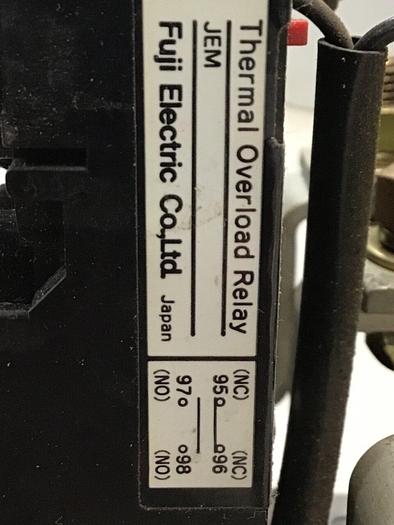 Thermal Overload Relay
JEM
Fuji Electric Co.,Ltd. Japan
(NC) (NC)
95 96
97 98
(NO) (NO)